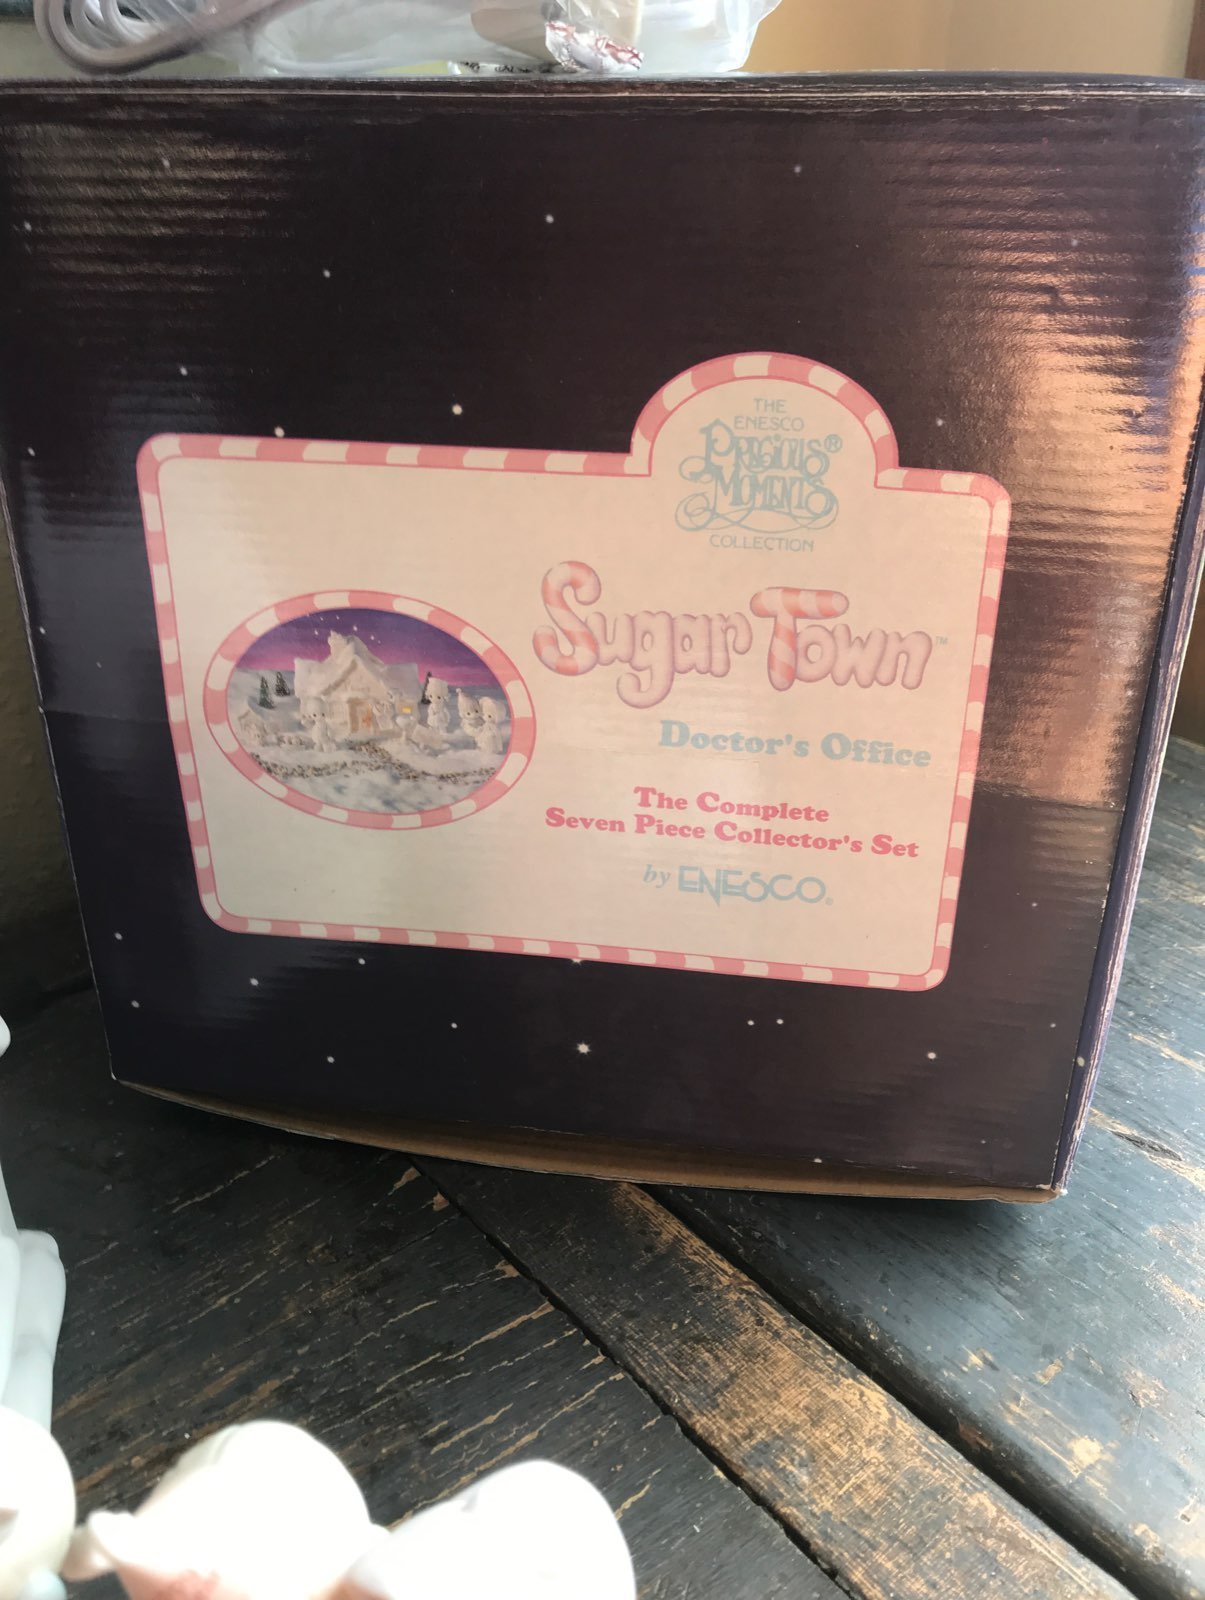 THE
ENESCO
PRECIOUS®
MOMENTS
COLLECTION
Sugar Town™
Doctor's Office
The Complete
Seven Piece Collector's Set
by ENESCO®